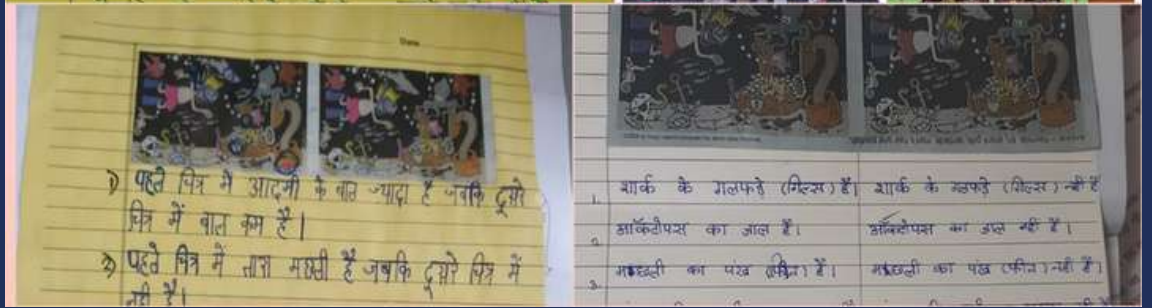 Date
1) पहले चित्र में आदमी के बाल ज्यादा है जबकि दूसरे
चित्र में बाल कम है।
2) पहले चित्र में तारा मछली है जबकि दूसरे चित्र में
नहीं है।
1. शार्क के गलफड़े (गिल्स) हैं। शार्क के गलफड़े (गिल्स) नहीं हैं
2. ऑक्टोपस का जाल है। ऑक्टोपस का जाल नहीं है।
3. मछली का पंख (फीन) है। मछली का पंख (फीन) नहीं है।